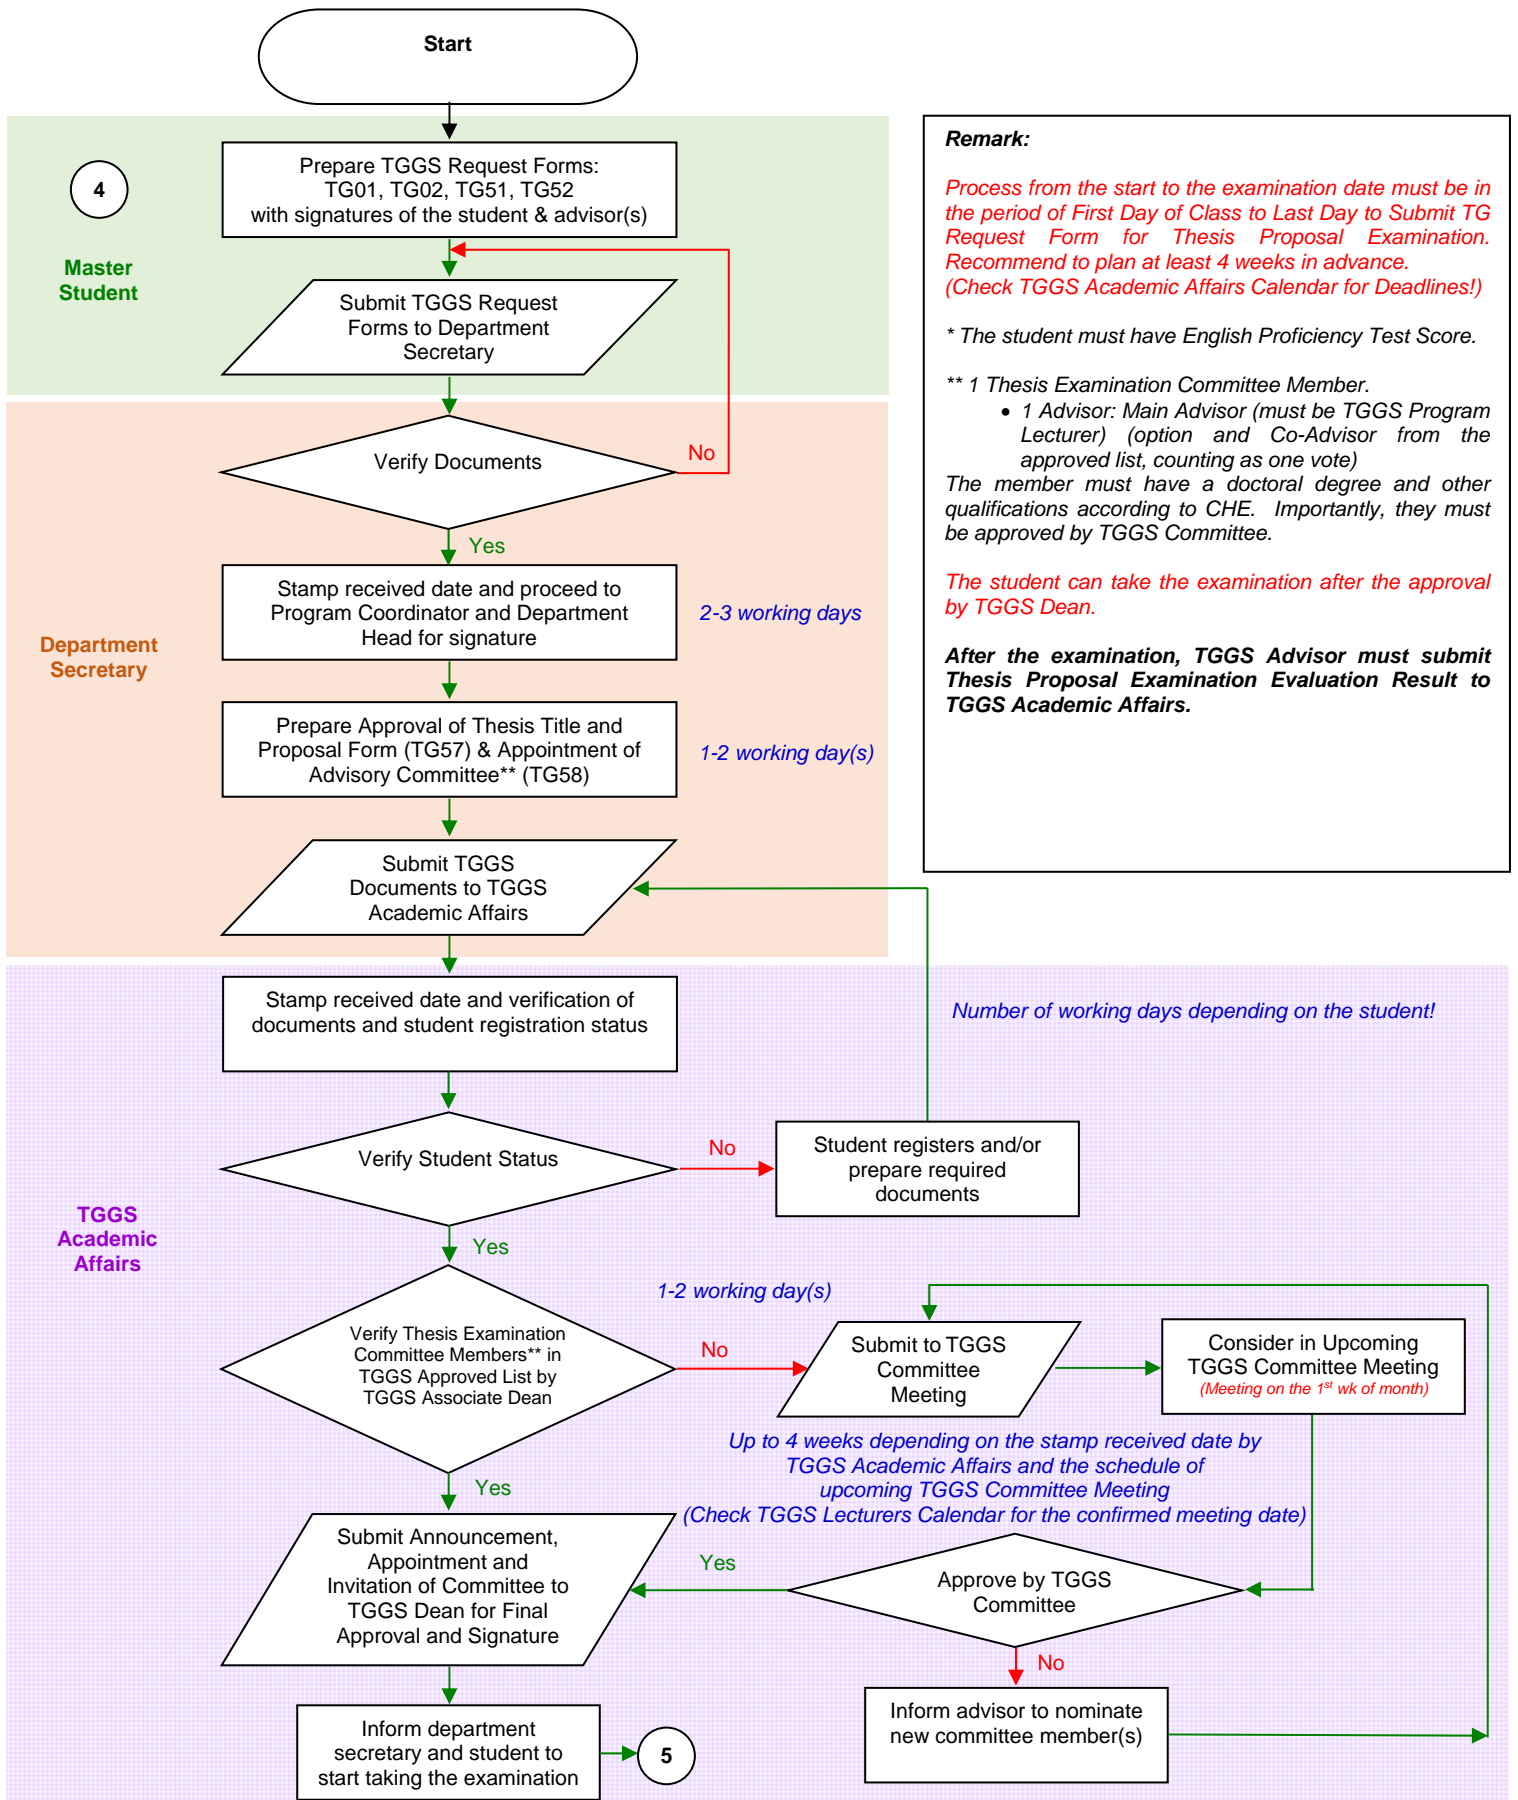 Start
4
Master
Student
Prepare TGGS Request Forms:
TG01, TG02, TG51, TG52
with signatures of the student & advisor(s)
Submit TGGS Request
Forms to Department
Secretary
Remark:
Process from the start to the examination date must be in
the period of First Day of Class to Last Day to Submit TG
Request Form for Thesis Proposal Examination.
Recommend to plan at least 4 weeks in advance.
(Check TGGS Academic Affairs Calendar for Deadlines!)
* The student must have English Proficiency Test Score.
** 1 Thesis Examination Committee Member.
• 1 Advisor: Main Advisor (must be TGGS Program
Lecturer) (option and Co-Advisor from the
approved list, counting as one vote)
The member must have a doctoral degree and other
qualifications according to CHE. Importantly, they must
be approved by TGGS Committee.
The student can take the examination after the approval
by TGGS Dean.
After the examination, TGGS Advisor must submit
Thesis Proposal Examination Evaluation Result to
TGGS Academic Affairs.
Department
Secretary
Verify Documents
No
Yes
Stamp received date and proceed to
Program Coordinator and Department
Head for signature
2-3 working days
Prepare Approval of Thesis Title and
Proposal Form (TG57) & Appointment of
Advisory Committee** (TG58)
1-2 working day(s)
Submit TGGS
Documents to TGGS
Academic Affairs
TGGS
Academic
Affairs
Stamp received date and verification of
documents and student registration status
Number of working days depending on the student!
Verify Student Status
No
Student registers and/or
prepare required
documents
Yes
1-2 working day(s)
Verify Thesis Examination
Committee Members** in
TGGS Approved List by
TGGS Associate Dean
No
Submit to TGGS
Committee
Meeting
Consider in Upcoming
TGGS Committee Meeting
(Meeting on the 1st wk of month)
Up to 4 weeks depending on the stamp received date by
TGGS Academic Affairs and the schedule of
upcoming TGGS Committee Meeting
(Check TGGS Lecturers Calendar for the confirmed meeting date)
Yes
Submit Announcement,
Appointment and
Invitation of Committee to
TGGS Dean for Final
Approval and Signature
Yes
Approve by TGGS
Committee
No
Inform advisor to nominate
new committee member(s)
Inform department
secretary and student to
start taking the examination
5